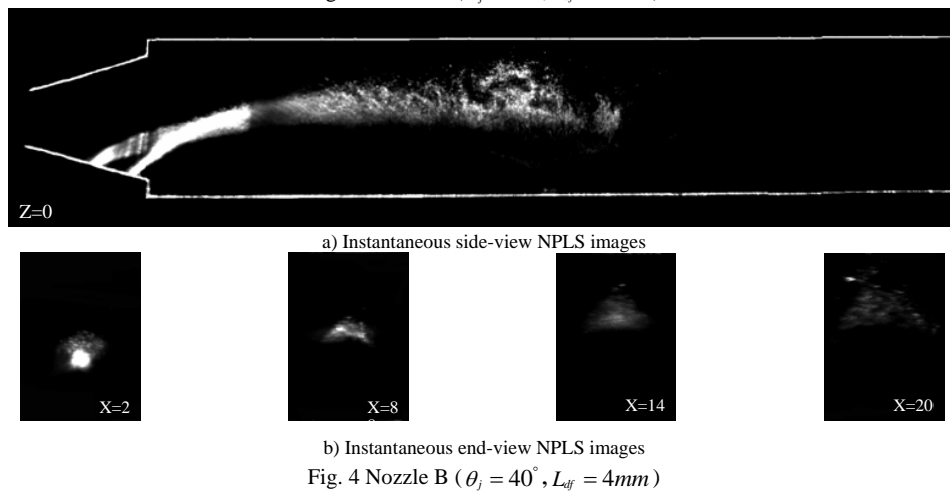 Z=0
a) Instantaneous side-view NPLS images
X=2
X=8
X=14
X=20
b) Instantaneous end-view NPLS images
Fig. 4 Nozzle B (θj = 40°, Ldf = 4mm)